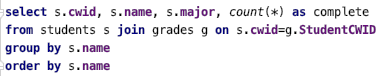 select s.cwid, s.name, s.major, count(*) as complete
from students s join grades g on s.cwid=g.StudentCWID
group by s.name
order by s.name